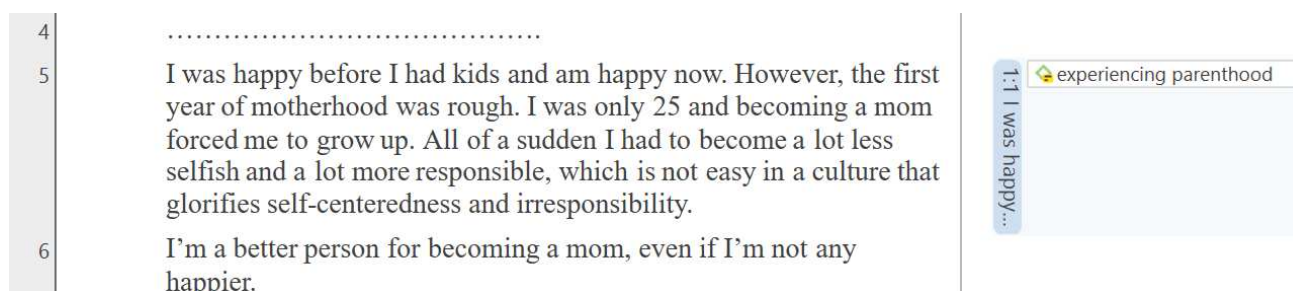 4
…………………………………
5
I was happy before I had kids and am happy now. However, the first
year of motherhood was rough. I was only 25 and becoming a mom
forced me to grow up. All of a sudden I had to become a lot less
selfish and a lot more responsible, which is not easy in a culture that
glorifies self-centeredness and irresponsibility.
6
I’m a better person for becoming a mom, even if I’m not any
happier.
1:1 I was happy...
experiencing parenthood